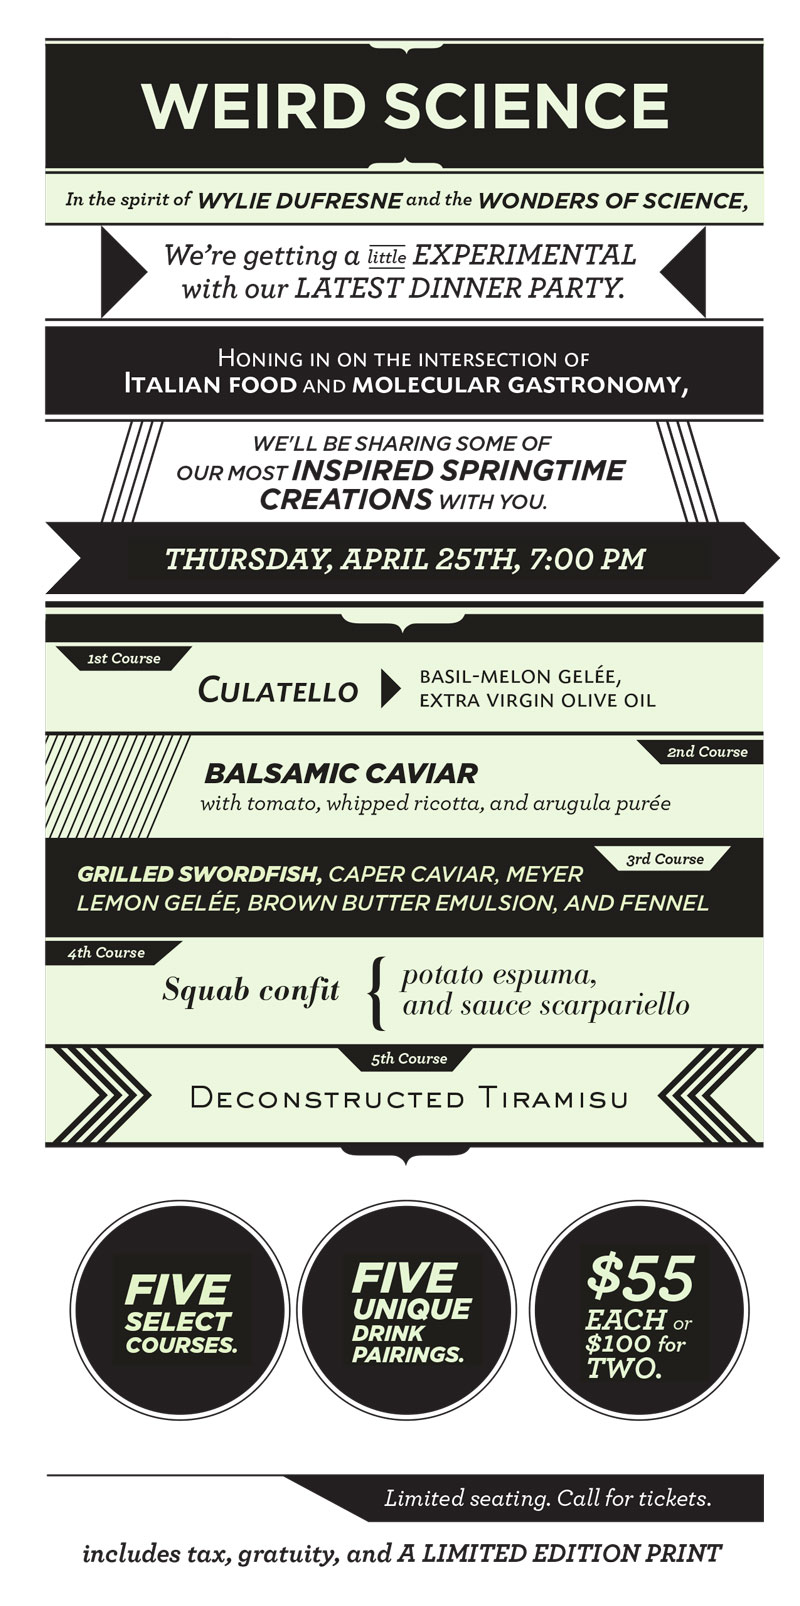 WEIRD SCIENCE
In the spirit of WYLIE DUFRESNE and the WONDERS OF SCIENCE,
We're getting a little EXPERIMENTAL
with our LATEST DINNER PARTY.
HONING IN ON THE INTERSECTION OF
ITALIAN FOOD AND MOLECULAR GASTRONOMY,
WE'LL BE SHARING SOME OF
OUR MOST INSPIRED SPRINGTIME
CREATIONS WITH YOU.
THURSDAY, APRIL 25TH, 7:00 PM
1st Course
CULATELLO
BASIL-MELON GELÉE,
EXTRA VIRGIN OLIVE OIL
2nd Course
BALSAMIC CAVIAR
with tomato, whipped ricotta, and arugula purée
3rd Course
GRILLED SWORDFISH, CAPER CAVIAR, MEYER
LEMON GELÉE, BROWN BUTTER EMULSION, AND FENNEL
4th Course
Squab confit
potato espuma,
and sauce scarpariello
5th Course
DECONSTRUCTED TIRAMISU
FIVE
SELECT
COURSES.
FIVE
UNIQUE
DRINK
PAIRINGS.
$55
EACH or
$100 for
TWO.
Limited seating. Call for tickets.
includes tax, gratuity, and A LIMITED EDITION PRINT